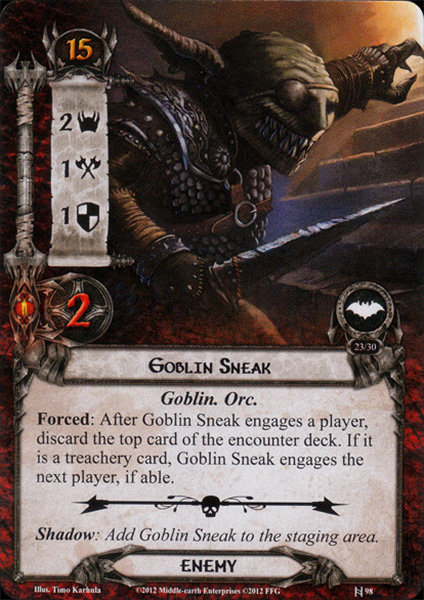 15
2
1
1
2
23/30
Goblin Sneak
Goblin. Orc.
Forced: After Goblin Sneak engages a player,
discard the top card of the encounter deck. If it
is a treachery card, Goblin Sneak engages the
next player, if able.
Shadow: Add Goblin Sneak to the staging area.
ENEMY
Illus. Timo Karhula ©2012 Middle-earth Enterprises ©2012 FFG 98